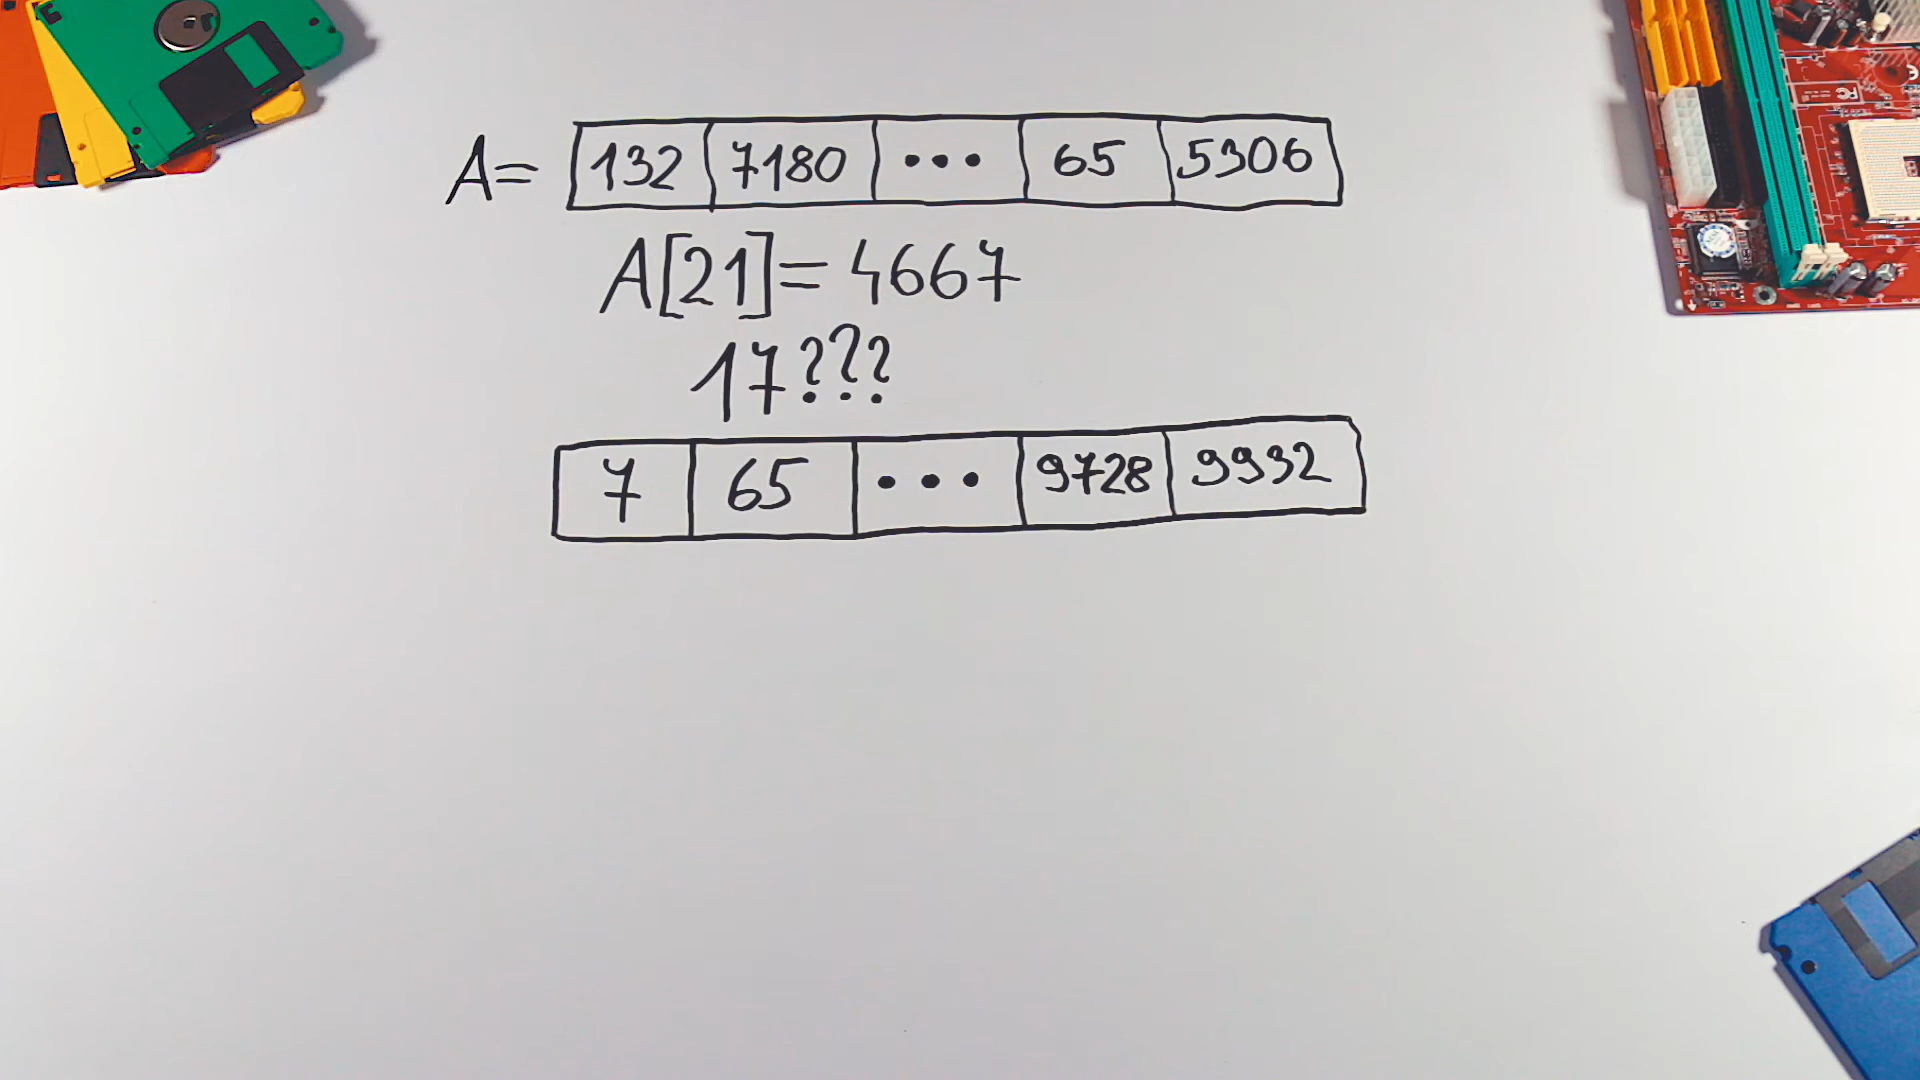 A= 132 7180 ... 65 5306
A[21]=4667
17???
7 65 ... 9728 9932